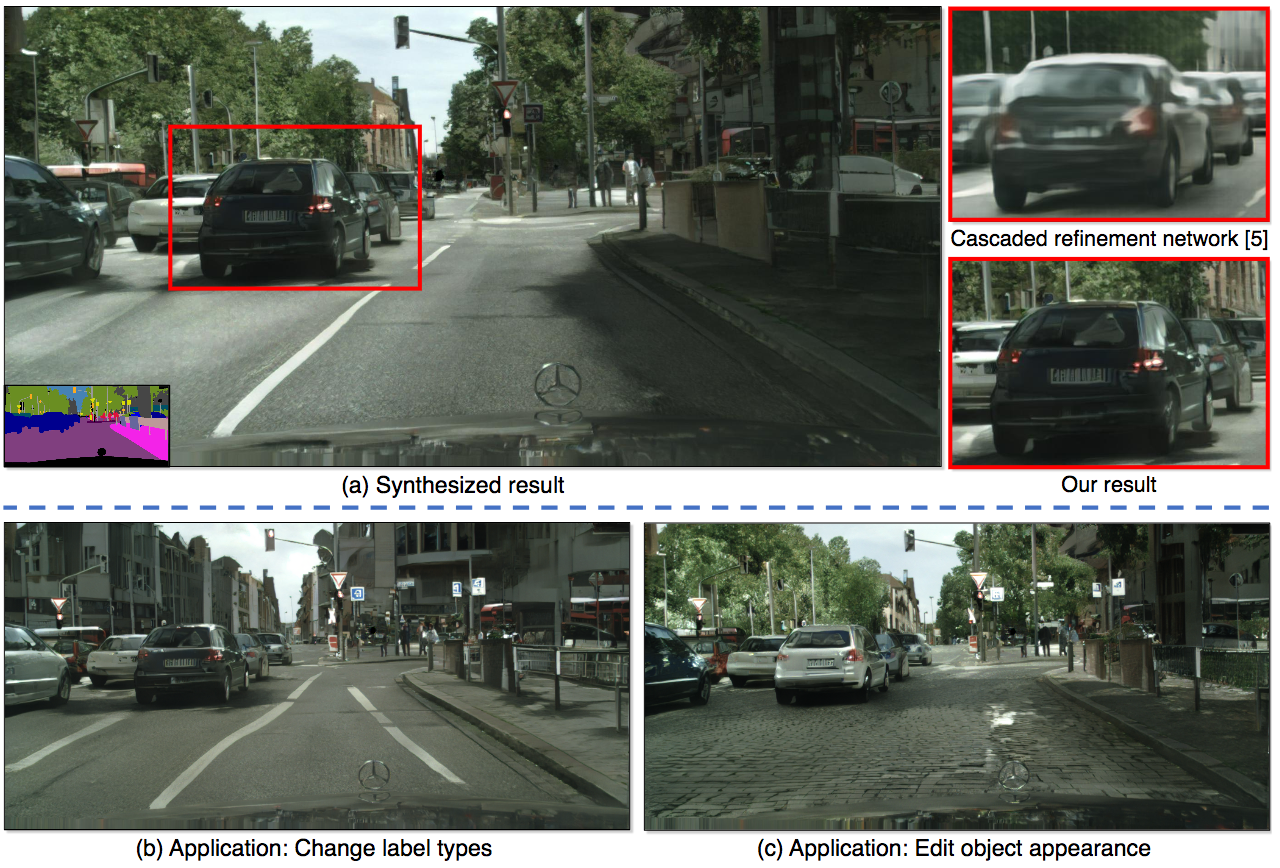 Cascaded refinement network [5]
(a) Synthesized result
Our result
(b) Application: Change label types
(c) Application: Edit object appearance